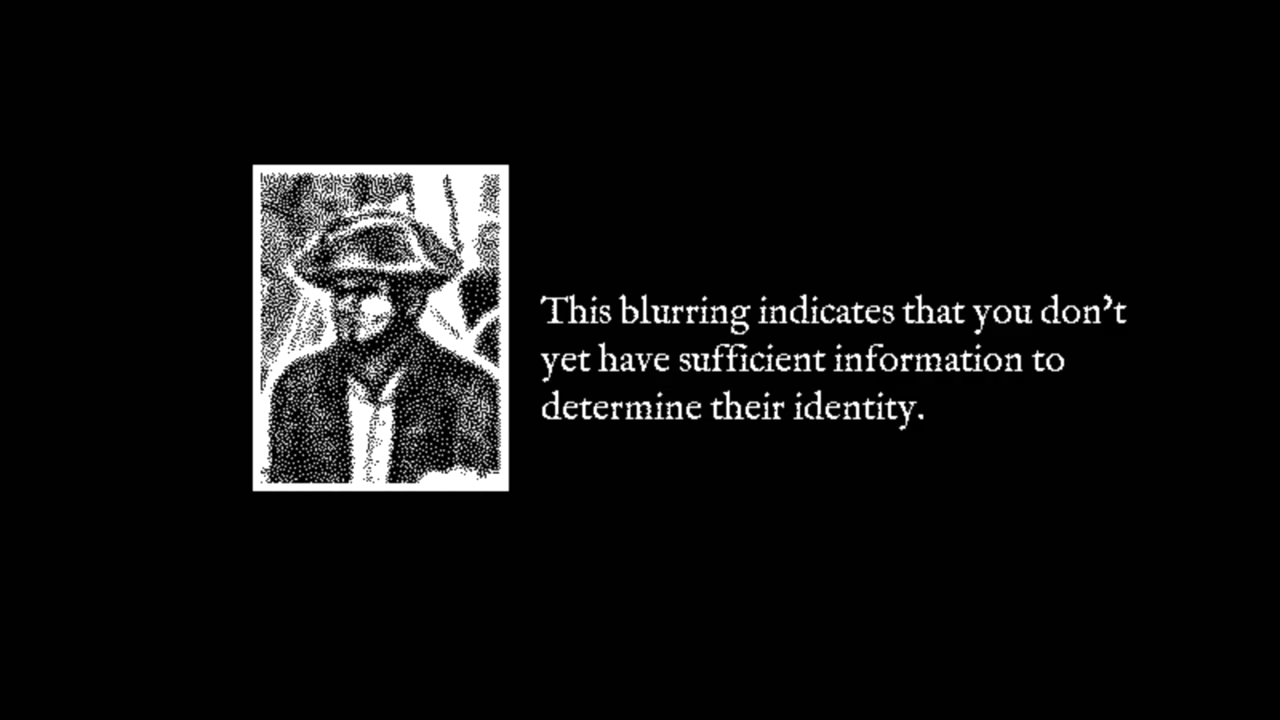 This blurring indicates that you don’t
yet have sufficient information to
determine their identity.